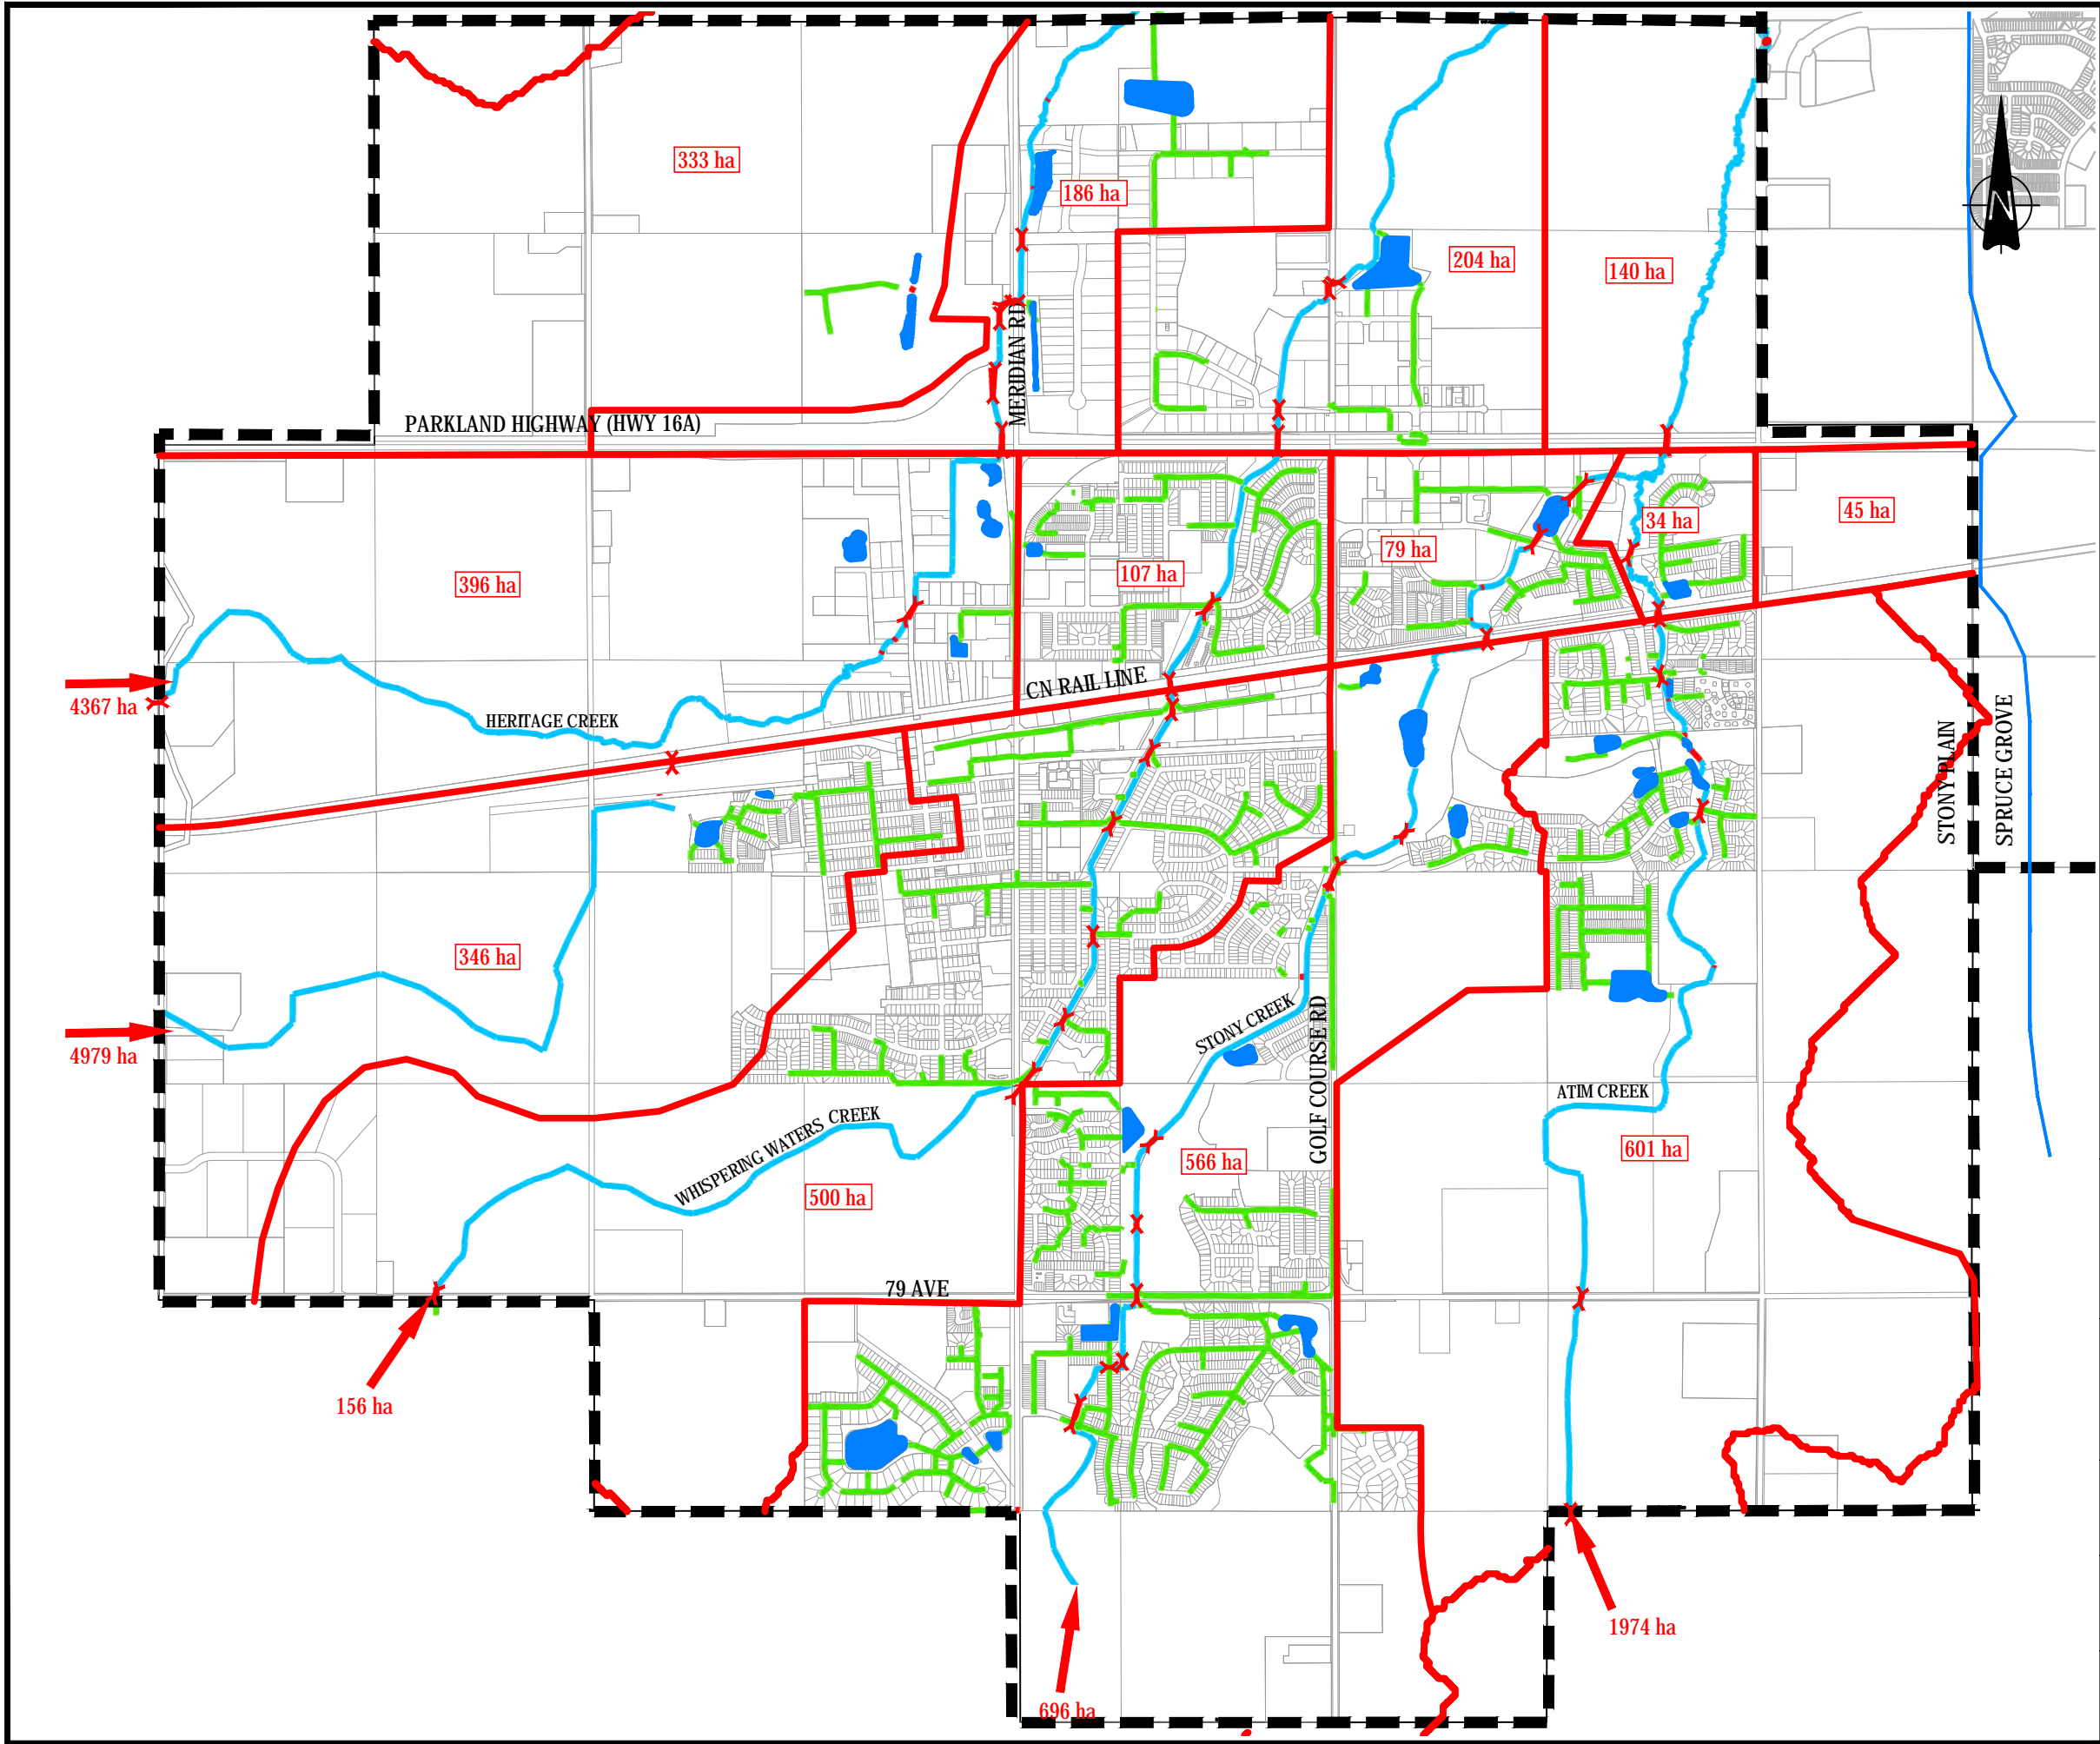 333 ha
186 ha
N
204 ha
140 ha
MERIDIAN RD
PARKLAND HIGHWAY (HWY 16A)
45 ha
34 ha
79 ha
107 ha
396 ha
CN RAIL LINE
4367 ha
HERITAGE CREEK
STONY PLAIN
SPRUCE GROVE
346 ha
STONY CREEK
GOLF COURSE RD
4979 ha
ATIM CREEK
WHISPERING WATERS CREEK
601 ha
566 ha
500 ha
79 AVE
156 ha
1974 ha
696 ha